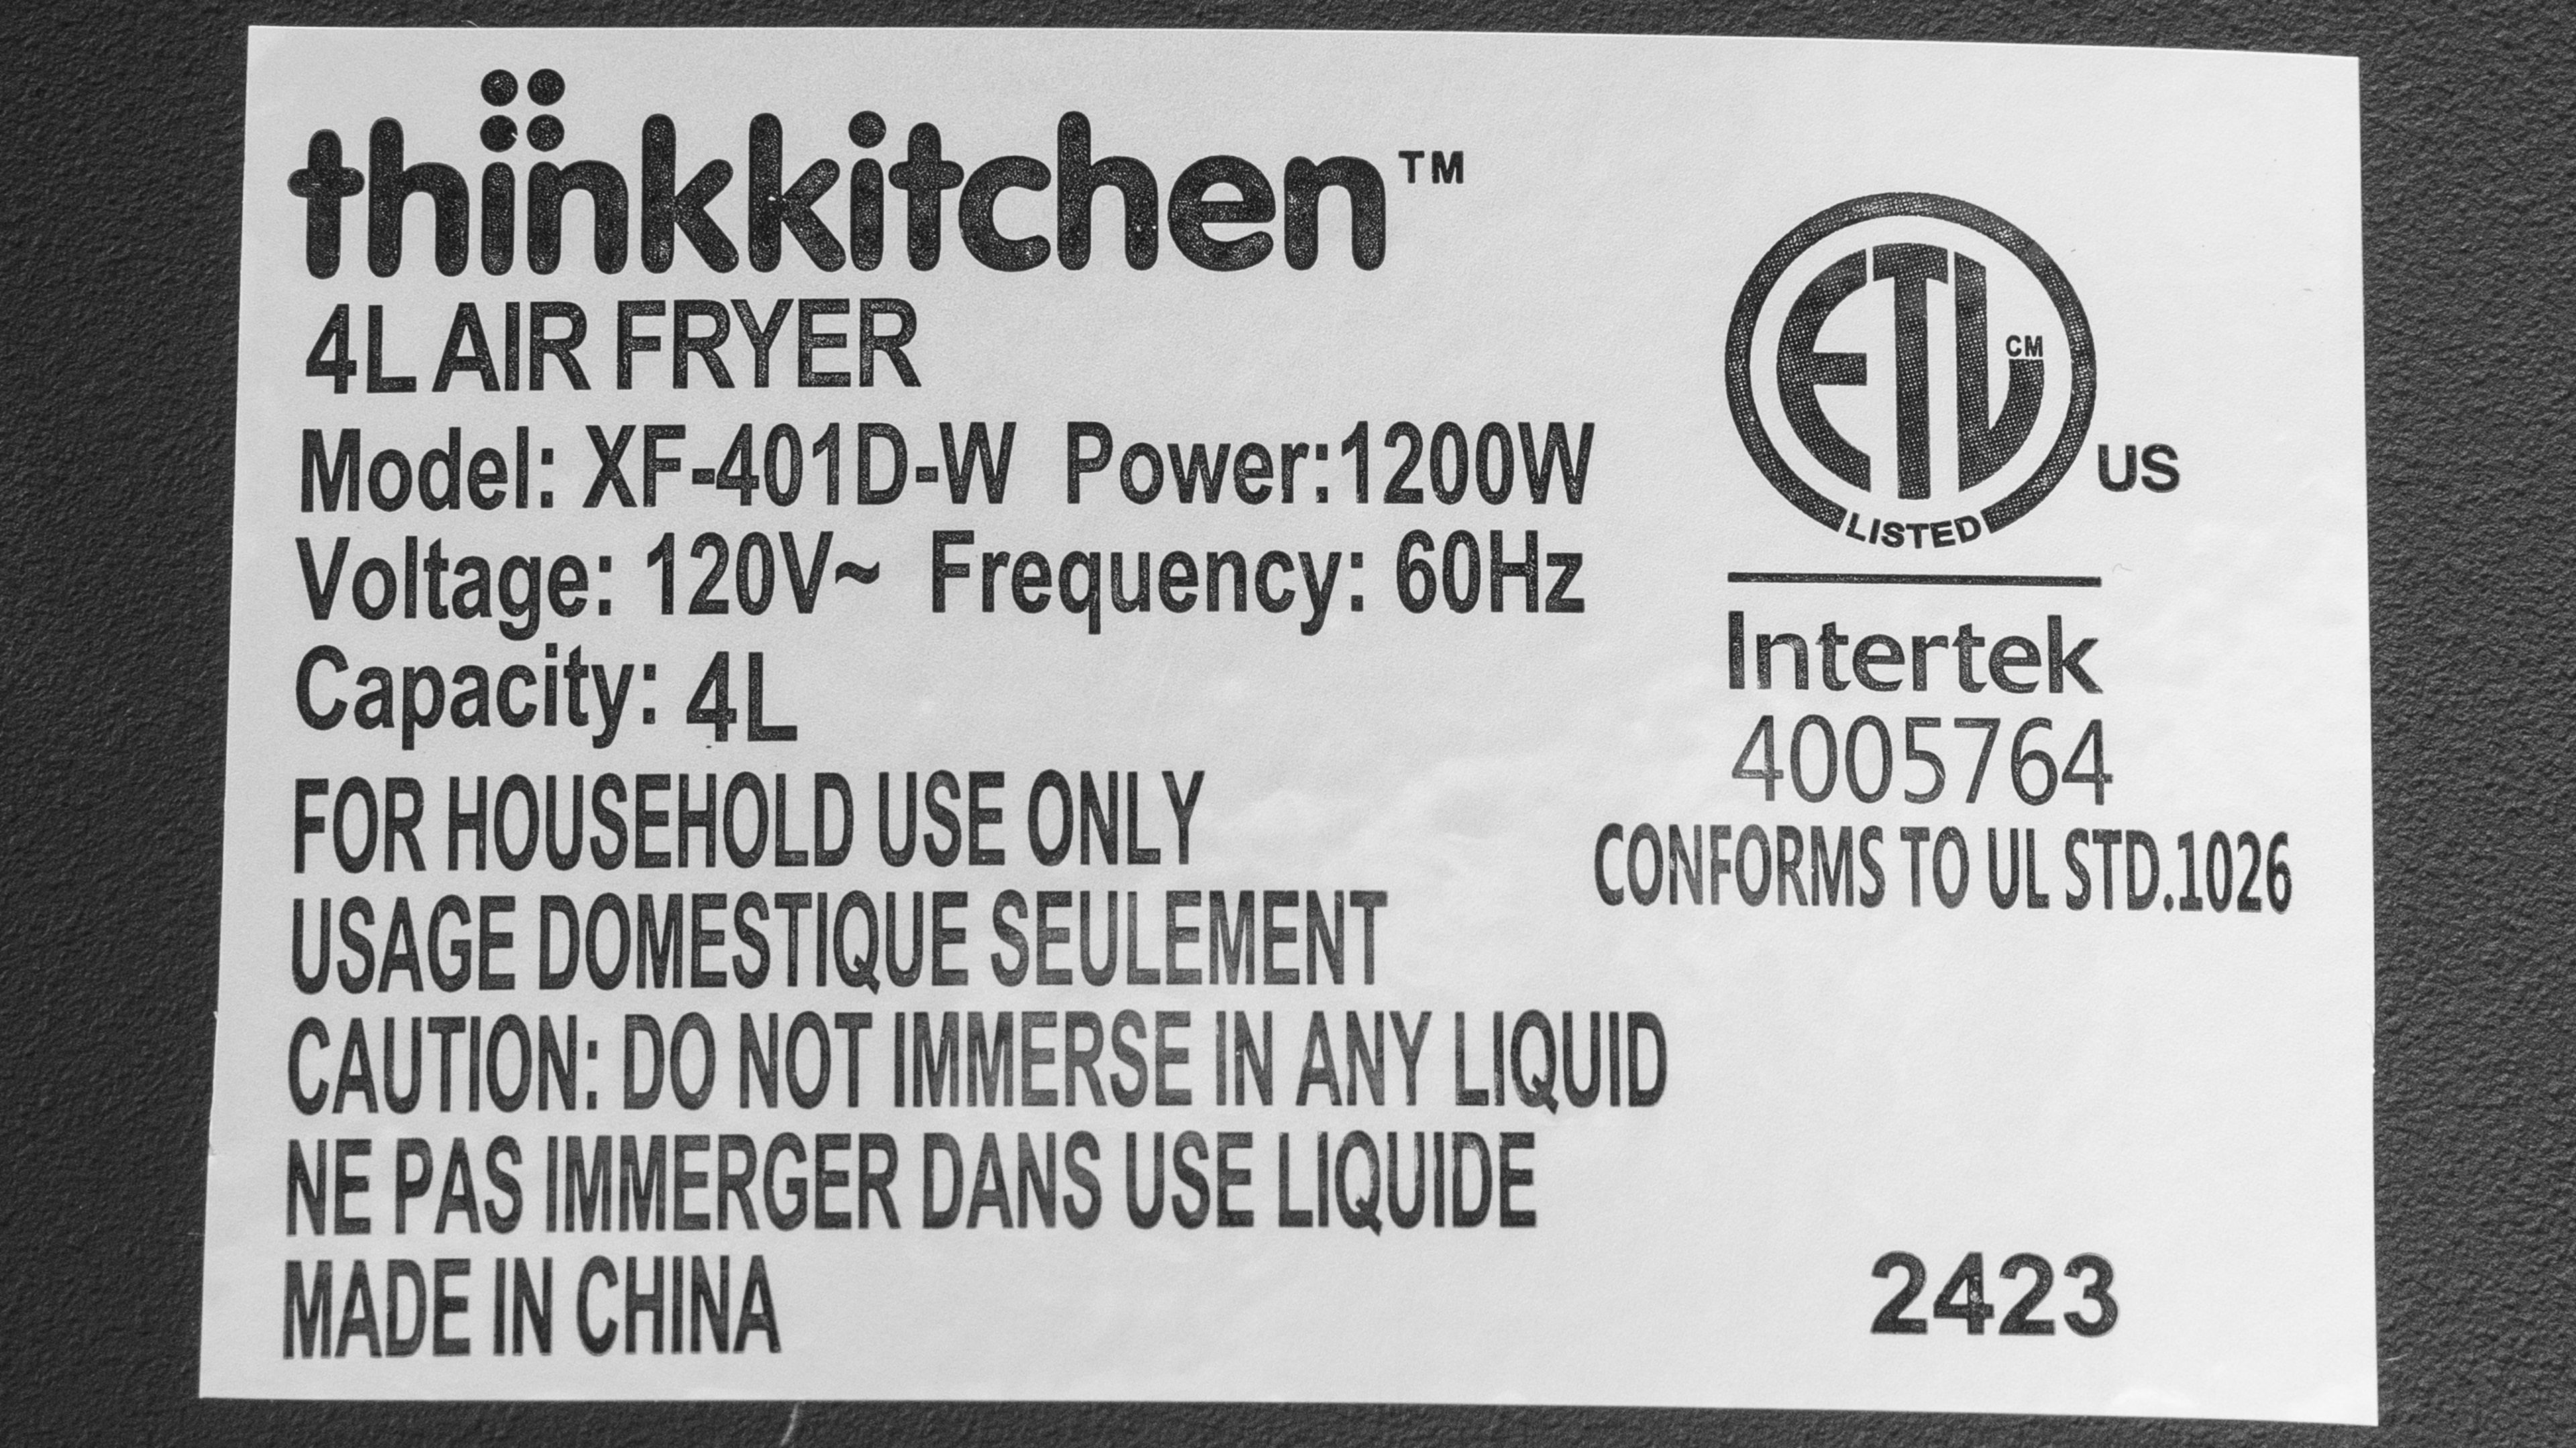 thinkkitchen™
4L AIR FRYER
Model: XF-401D-W Power:1200W
Voltage: 120V~ Frequency: 60Hz
Capacity: 4L
FOR HOUSEHOLD USE ONLY
USAGE DOMESTIQUE SEULEMENT
CAUTION: DO NOT IMMERSE IN ANY LIQUID
NE PAS IMMERGER DANS USE LIQUIDE
MADE IN CHINA
ETL CM
LISTED
US
Intertek
4005764
CONFORMS TO UL STD.1026
2423